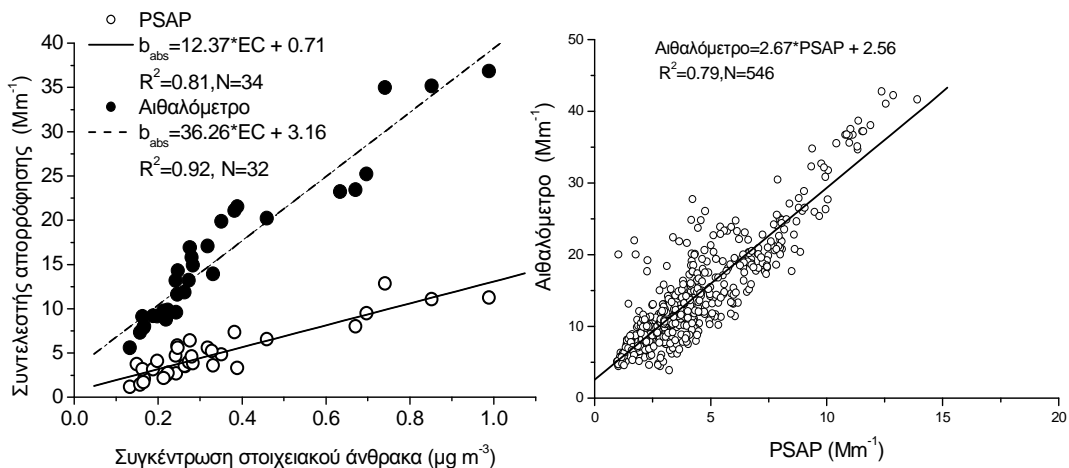 PSAP
b_abs=12.37*EC + 0.71
R²=0.81,N=34
Αιθαλόμετρο
b_abs=36.26*EC + 3.16
R²=0.92, N=32
40
35
30
25
20
15
10
5
0
0.0 0.2 0.4 0.6 0.8 1.0
Συντελεστής απορρόφησης (Mm⁻¹)
Συγκέντρωση στοιχειακού άνθρακα (μg m⁻³)
Αιθαλόμετρο=2.67*PSAP + 2.56
R²=0.79,N=546
50
40
30
20
10
0
0 5 10 15 20
Αιθαλόμετρο (Mm⁻¹)
PSAP (Mm⁻¹)